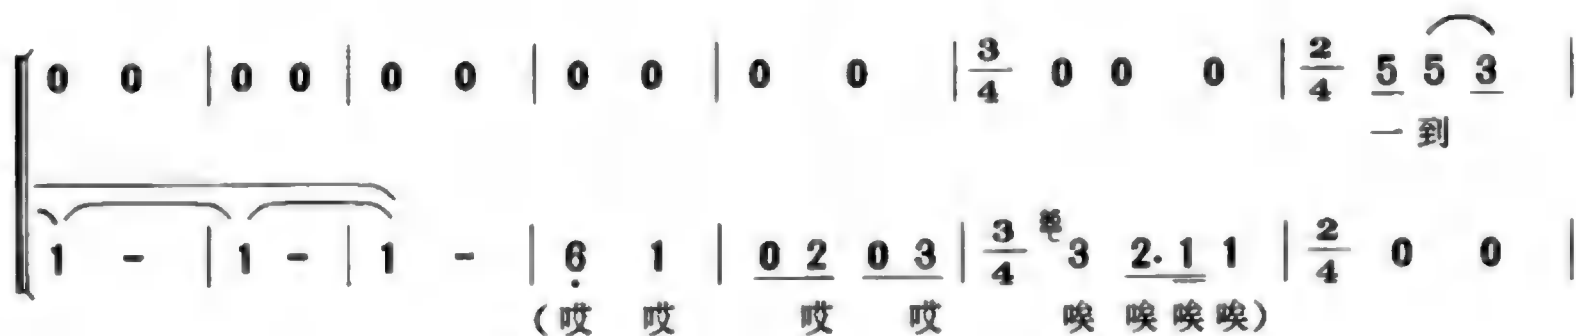 0 0 | 0 0 | 0 0 | 0 0 | 0 0 | 3/4 0 0 0 | 2/4 5 5 3 |
一 到
1 - | 1 - | 1 - | 6 1 | 0 2 0 3 | 3/4 3 2. 1 1 | 2/4 0 0 |
(哎 哎 哎 哎 唉 唉 唉 唉)